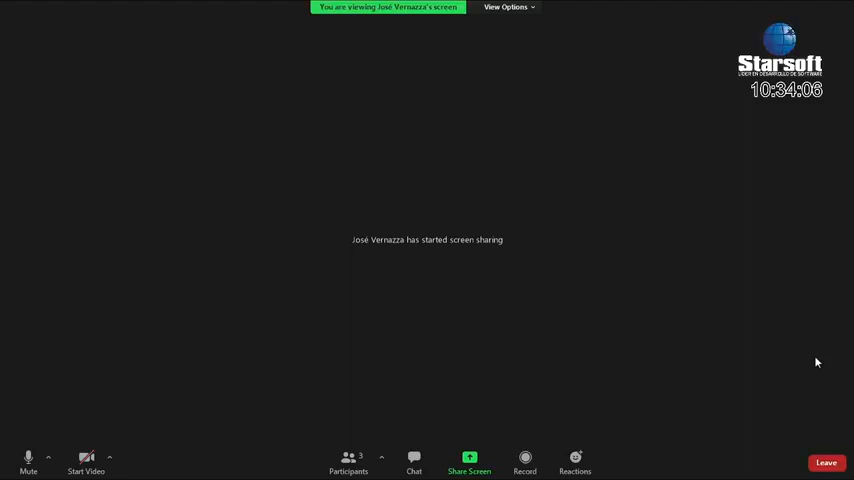 You are viewing José Vernazza's screen
View Options
Starsoft
LIDER EN DESARROLLO DE SOFTWARE
10:34:06
José Vernazza has started screen sharing
Mute
Start Video
Participants
3
Chat
Share Screen
Record
Reactions
Leave